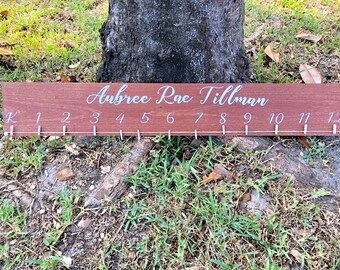 Aubree Rae Tillman
K 1 2 3 4 5 6 7 8 9 10 11 12